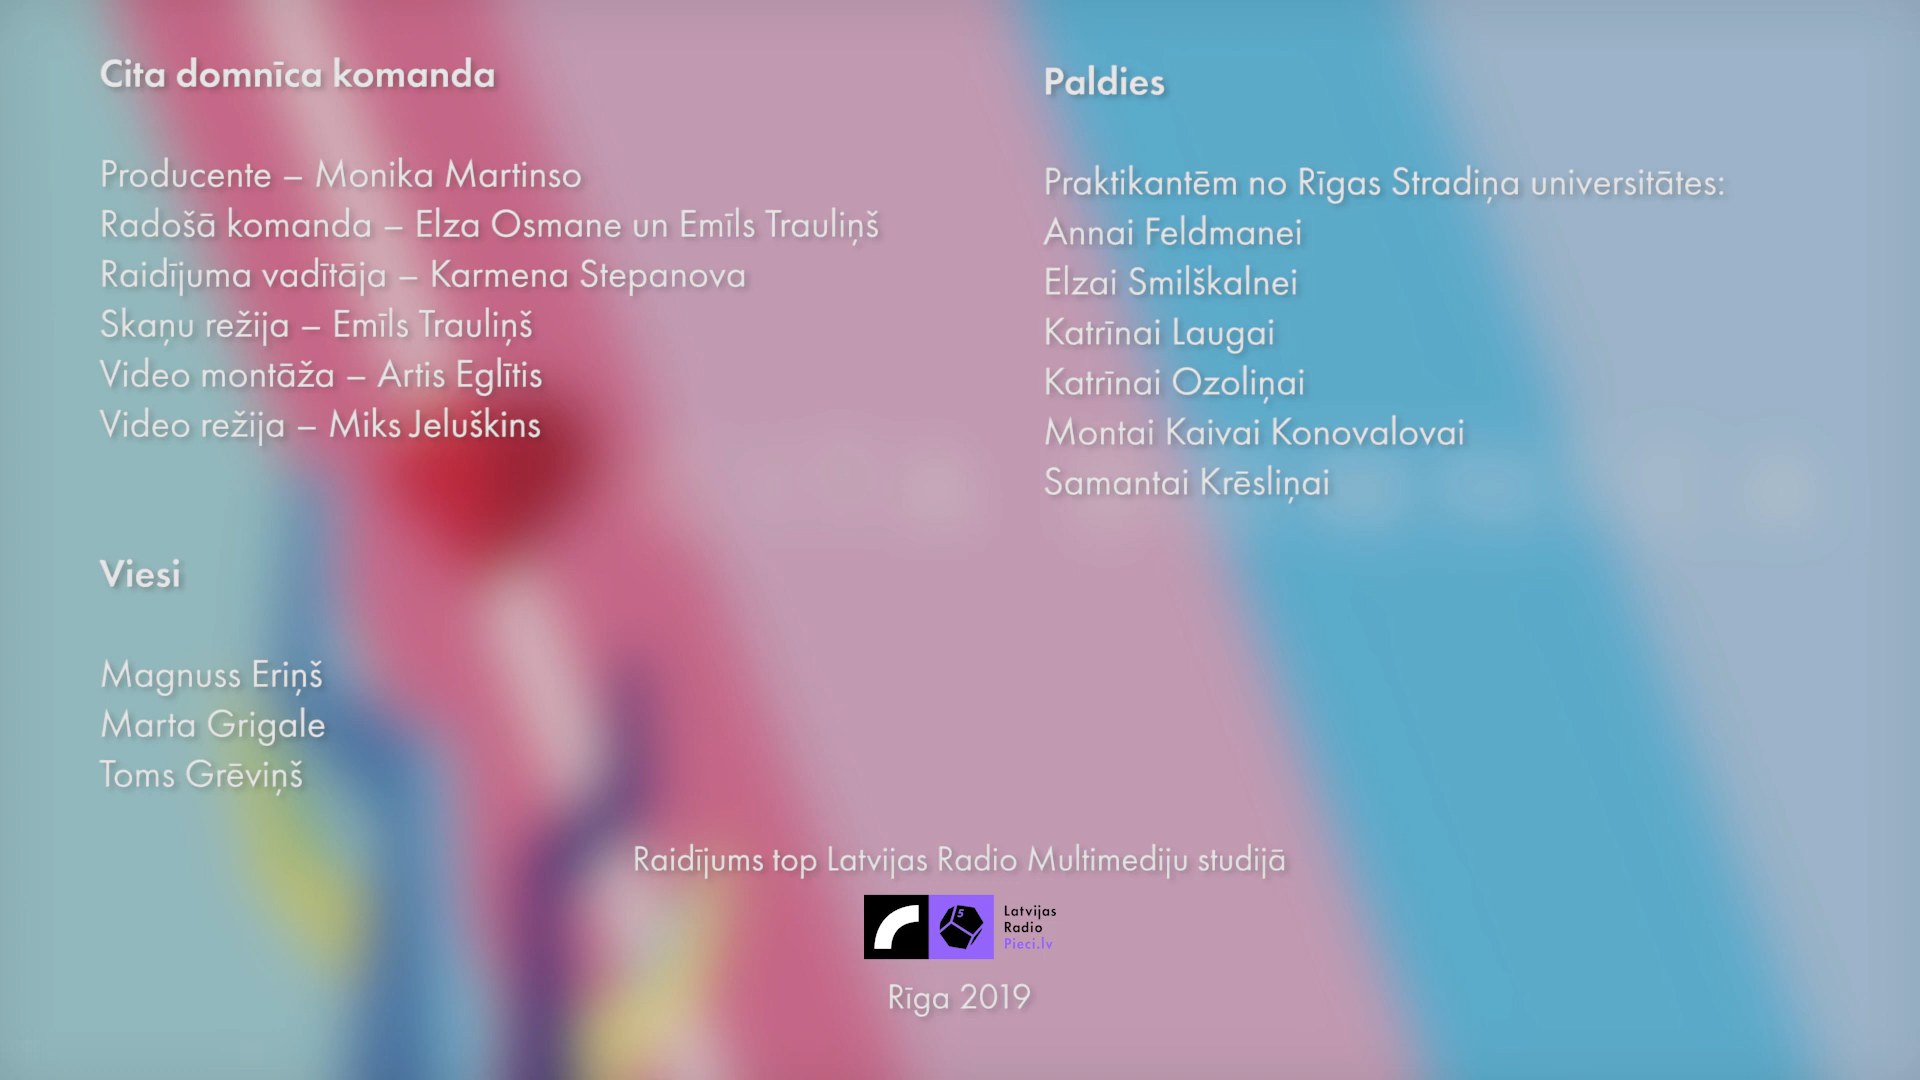 Cita domnīca komanda
Producente – Monika Martinso
Radošā komanda – Elza Osmane un Emīls Trauliņš
Raidījuma vadītāja – Karmena Stepanova
Skaņu režija – Emīls Trauliņš
Video montāža – Artis Eglītis
Video režija – Miks Jeluškins
Viesi
Magnuss Eriņš
Marta Grigale
Toms Grēviņš
Paldies
Praktikantēm no Rīgas Stradiņa universitātes:
Annai Feldmanei
Elzai Smilškalnei
Katrīnai Laugai
Katrīnai Ozoliņai
Montai Kaivai Konovalovai
Samantai Krēsliņai
Raidījums top Latvijas Radio Multimediju studijā
5
Latvijas
Radio
Pieci.lv
Rīga 2019